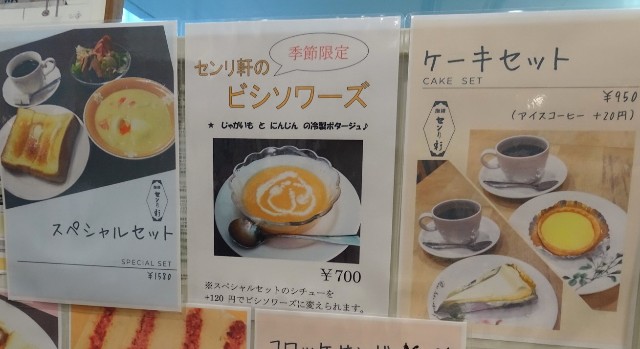 スペシャルセット
SPECIAL SET
¥1580
季節限定
センリ軒の
ビシソワーズ
★ じゃがいも と にんじん の冷製ポタージュ♪
¥700
※スペシャルセットのシチューを
+120 円でビシソワーズに変えられます。
ケーキセット
CAKE SET
¥950
(アイスコーヒー +20円)
センリ軒